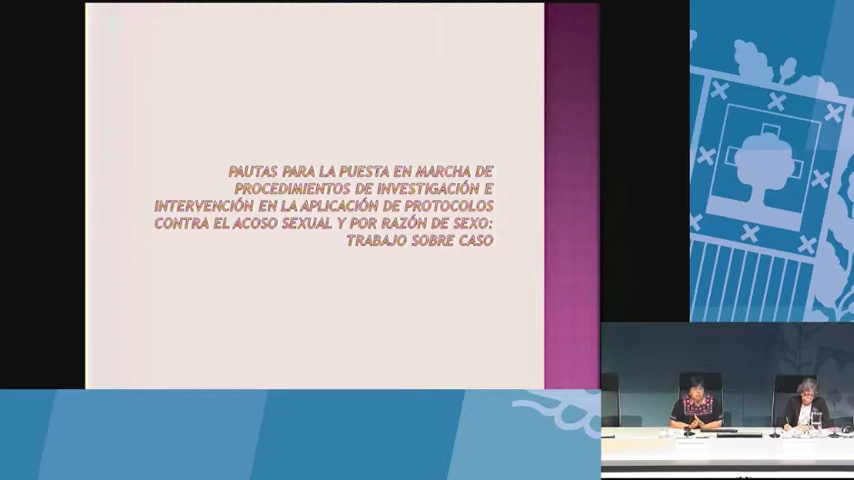 PAUTAS PARA LA PUESTA EN MARCHA DE
PROCEDIMIENTOS DE INVESTIGACIÓN E
INTERVENCIÓN EN LA APLICACIÓN DE PROTOCOLOS
CONTRA EL ACOSO SEXUAL Y POR RAZÓN DE SEXO:
TRABAJO SOBRE CASO